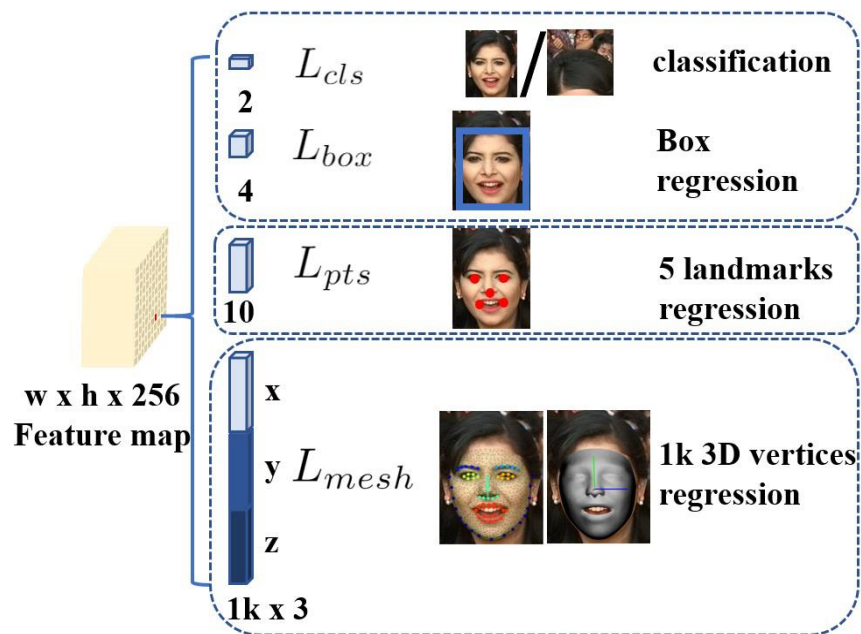 L_cls
classification
2
L_box
Box
regression
4
L_pts
5 landmarks
regression
10
w x h x 256
Feature map
x
y
z
L_mesh
1k 3D vertices
regression
1k x 3